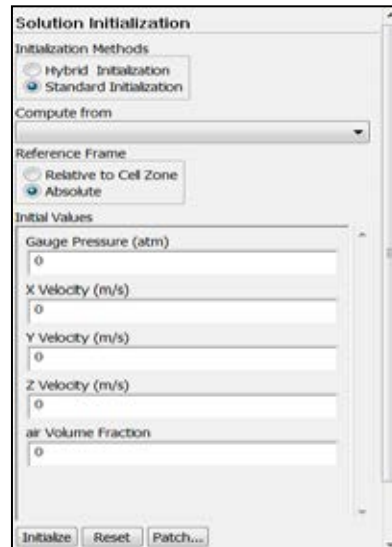 Solution Initialization
Initialization Methods
Hybrid Initialization
Standard Initialization
Compute from
Reference Frame
Relative to Cell Zone
Absolute
Initial Values
Gauge Pressure (atm)
0
X Velocity (m/s)
0
Y Velocity (m/s)
0
Z Velocity (m/s)
0
air Volume Fraction
0
Initialize Reset Patch...